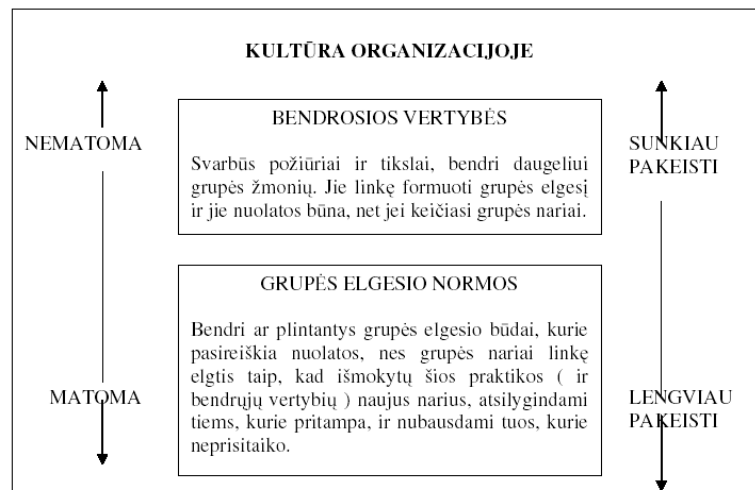 KULTŪRA ORGANIZACIJOJE
NEMATOMA
BENDROSIOS VERTYBĖS
Svarbūs požiūriai ir tikslai, bendri daugeliui
grupės žmonių. Jie linkę formuoti grupės elgesį
ir jie nuolatos būna, net jei keičiasi grupės nariai.
SUNKIAU
PAKEISTI
GRUPĖS ELGESIO NORMOS
Bendri ar plintantys grupės elgesio būdai, kurie
pasireiškia nuolatos, nes grupės nariai linkę
elgtis taip, kad išmokytų šios praktikos ( ir
bendrųjų vertybių ) naujus narius, atsilygindami
tiems, kurie pritampa, ir nubausdami tuos, kurie
neprisitaiko.
MATOMA
LENGVIAU
PAKEISTI